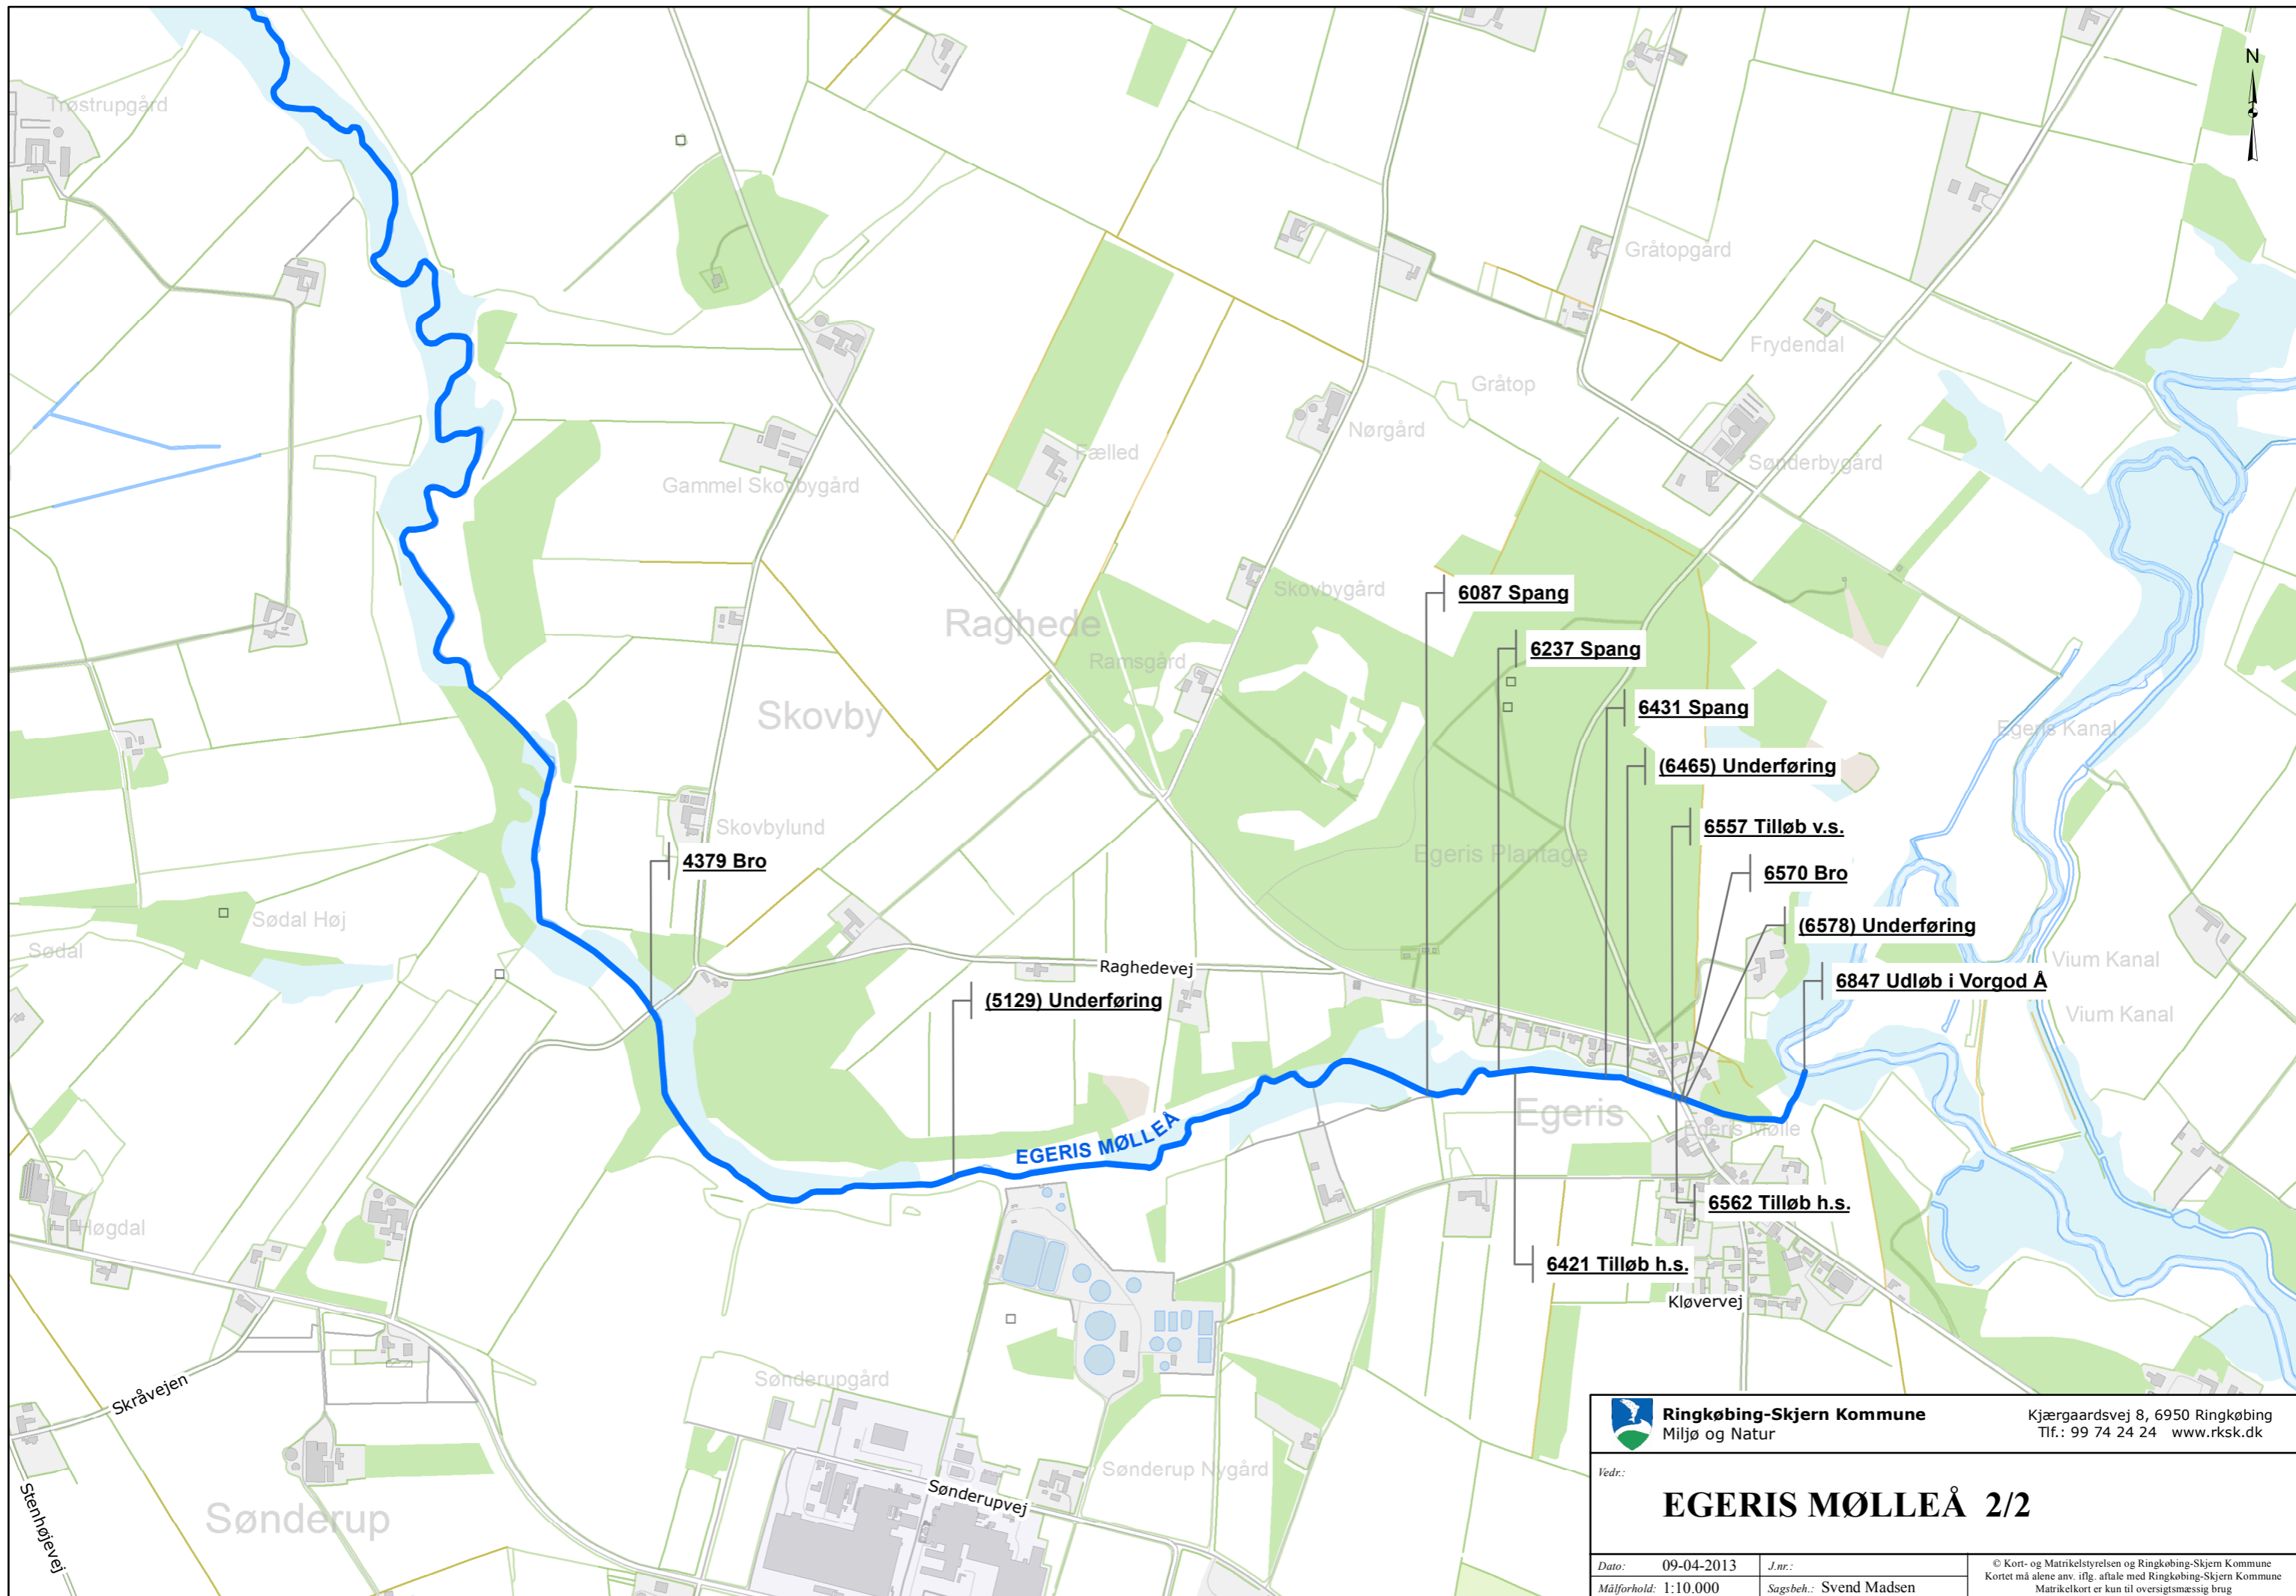 N
Trøstrupgård
Gråtopgård
Frydendal
Gråtop
Nørgård
Fælled
Sønderbygård
Gammel Skovbygård
6087 Spang
Skovbygård
Raghede
6237 Spang
Ramsgård
6431 Spang
Skovby
Egeris Kanal
(6465) Underføring
Skovbylund
6557 Tilløb v.s.
4379 Bro
Egeris Plantage
6570 Bro
Sødal Høj
(6578) Underføring
Sødal
Vium Kanal
Raghedevej
6847 Udløb i Vorgod Å
(5129) Underføring
Vium Kanal
EGERIS MØLLEÅ
Egeris
Egeris Mølle
6562 Tilløb h.s.
Høgdal
6421 Tilløb h.s.
Kløvervej
Sønderupgård
Skråvejen
Sønderup Nygård
Sønderupvej
Sønderup
Stenhøjevej
Ringkøbing-Skjern Kommune
Miljø og Natur
Kjærgaardsvej 8, 6950 Ringkøbing
Tlf.: 99 74 24 24 www.rksk.dk
Vedr.:
EGERIS MØLLEÅ 2/2
Dato: 09-04-2013
J.nr.:
Målforhold: 1:10.000
Sagsbeh.: Svend Madsen
© Kort- og Matrikelstyrelsen og Ringkøbing-Skjern Kommune
Kortet må alene anv. iflg. aftale med Ringkøbing-Skjern Kommune
Matrikelkort er kun til oversigtsmæssig brug